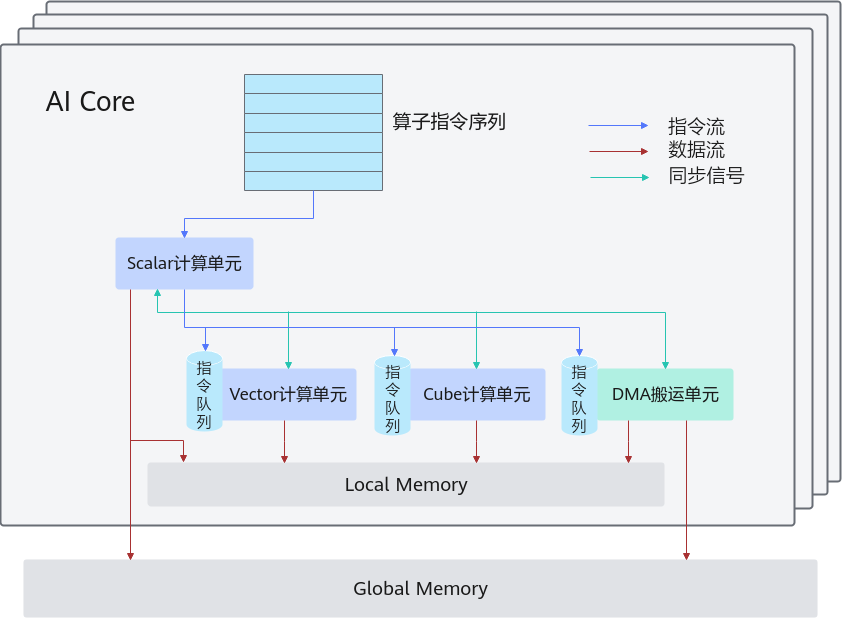 AI Core
算子指令序列
指令流
数据流
同步信号
Scalar计算单元
指令队列
Vector计算单元
指令队列
Cube计算单元
指令队列
DMA搬运单元
Local Memory
Global Memory